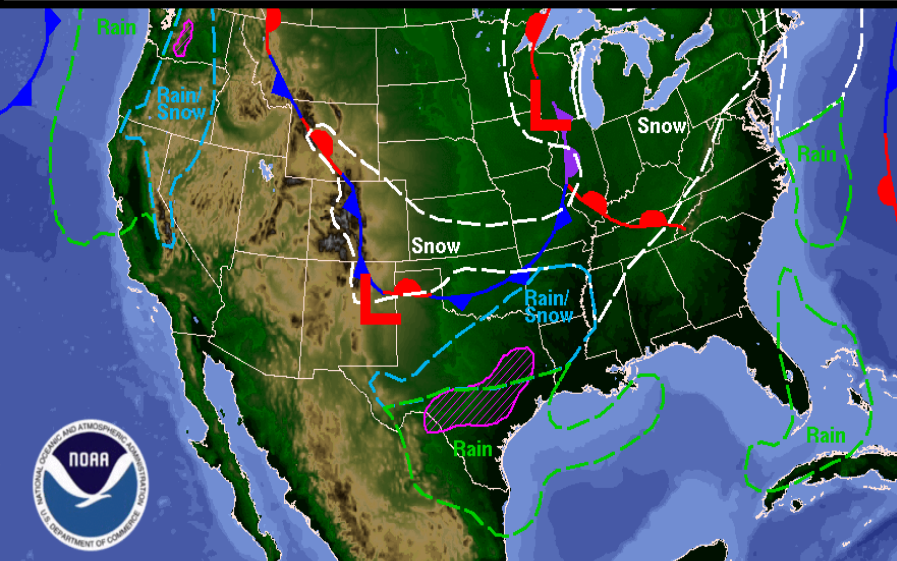 Rain
Rain/
Snow
Snow
Rain
Snow
Rain/
Snow
L
L
Rain
Rain
NOAA
NATIONAL OCEANIC AND ATMOSPHERIC ADMINISTRATION
U.S. DEPARTMENT OF COMMERCE